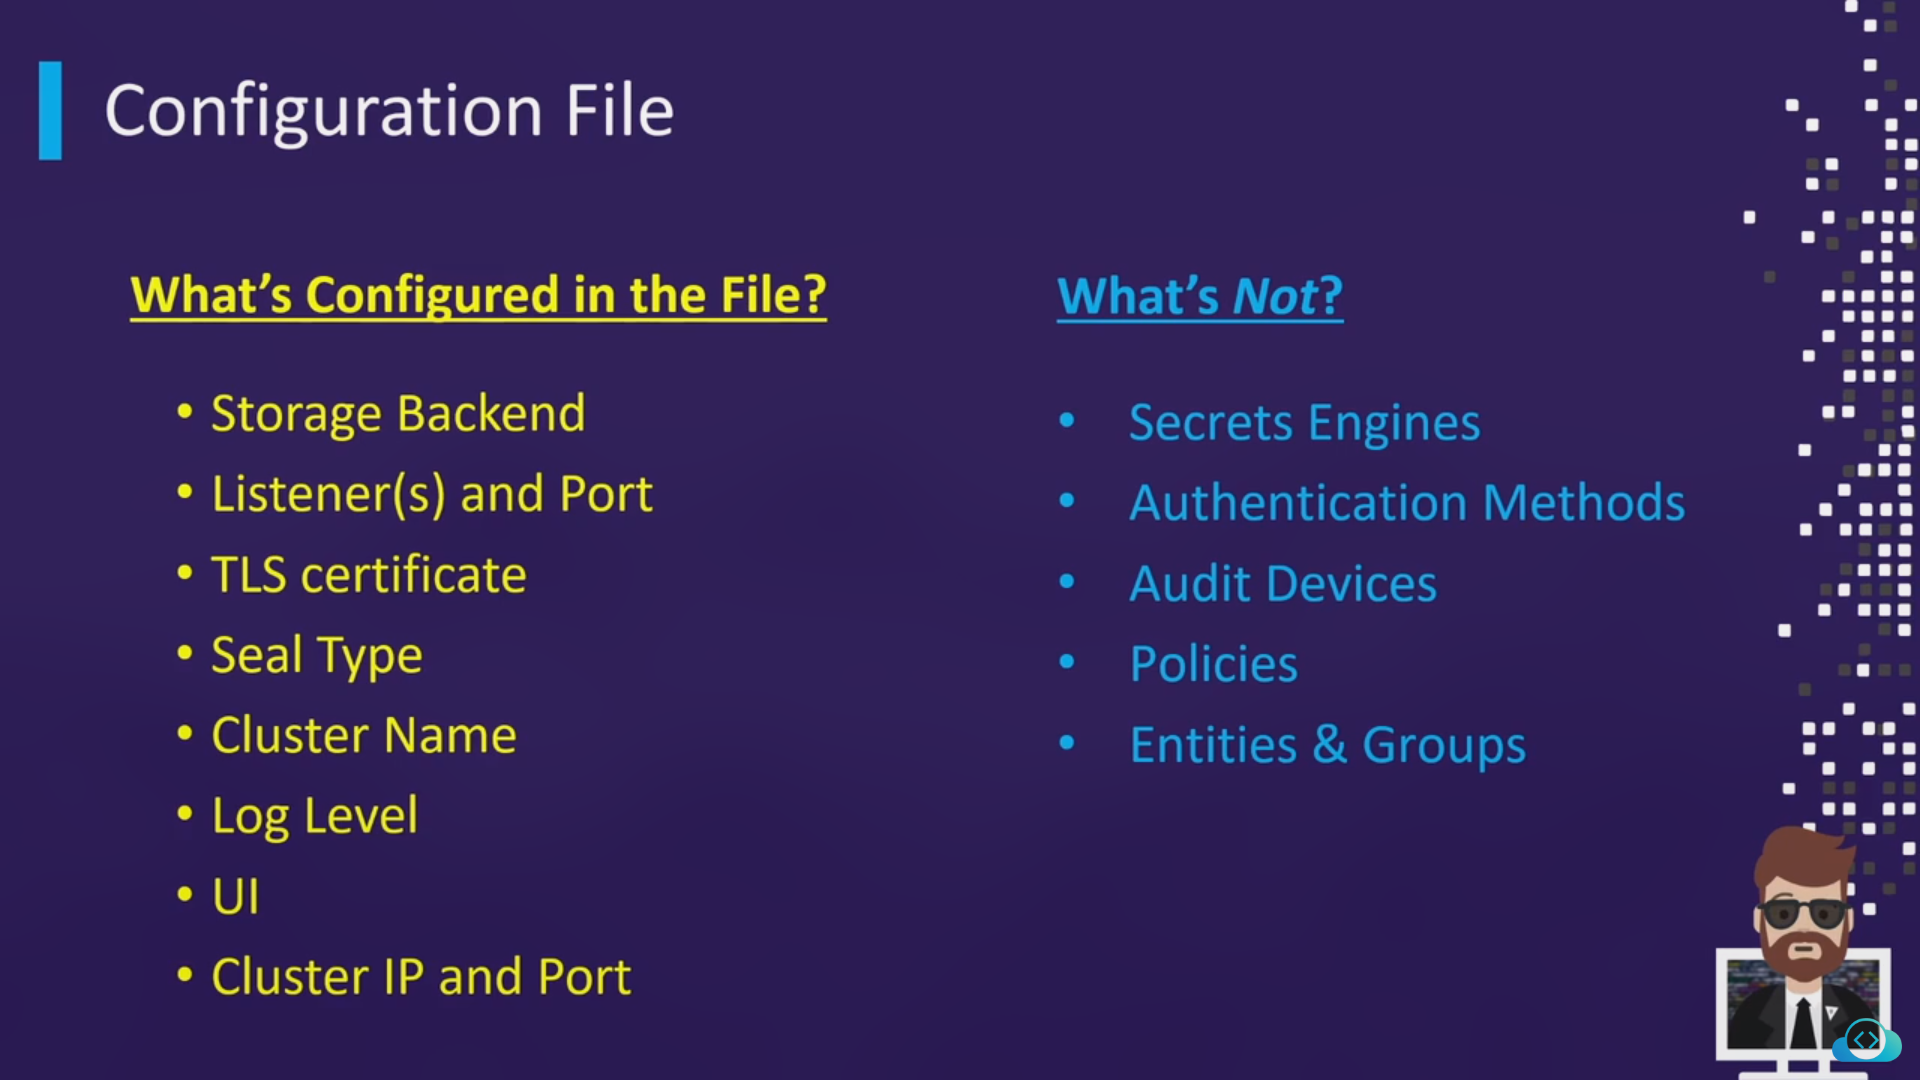 Configuration File
What's Configured in the File?
• Storage Backend
• Listener(s) and Port
• TLS certificate
• Seal Type
• Cluster Name
• Log Level
• UI
• Cluster IP and Port
What's Not?
• Secrets Engines
• Authentication Methods
• Audit Devices
• Policies
• Entities & Groups